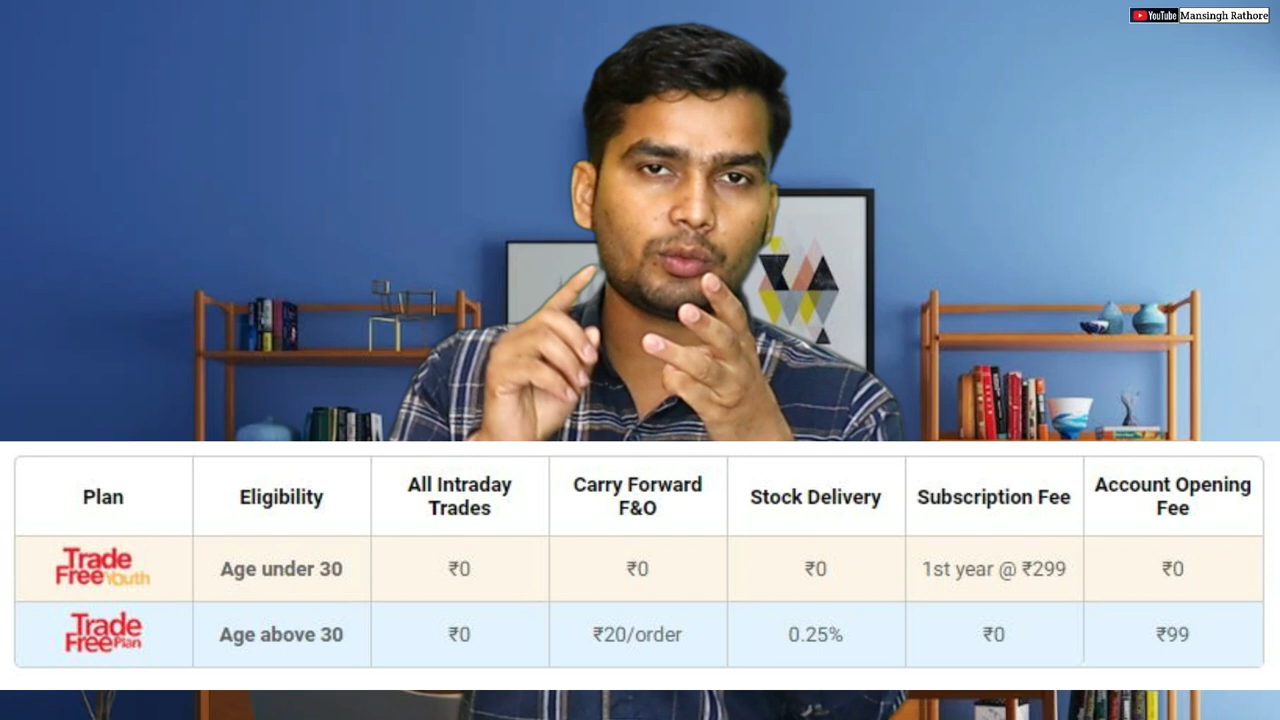 YouTube Mansingh Rathore
Plan Eligibility All Intraday Trades Carry Forward F&O Stock Delivery Subscription Fee Account Opening Fee
Trade Free Youth Age under 30 ₹0 ₹0 ₹0 1st year @ ₹299 ₹0
Trade Free Plan Age above 30 ₹0 ₹20/order 0.25% ₹0 ₹99